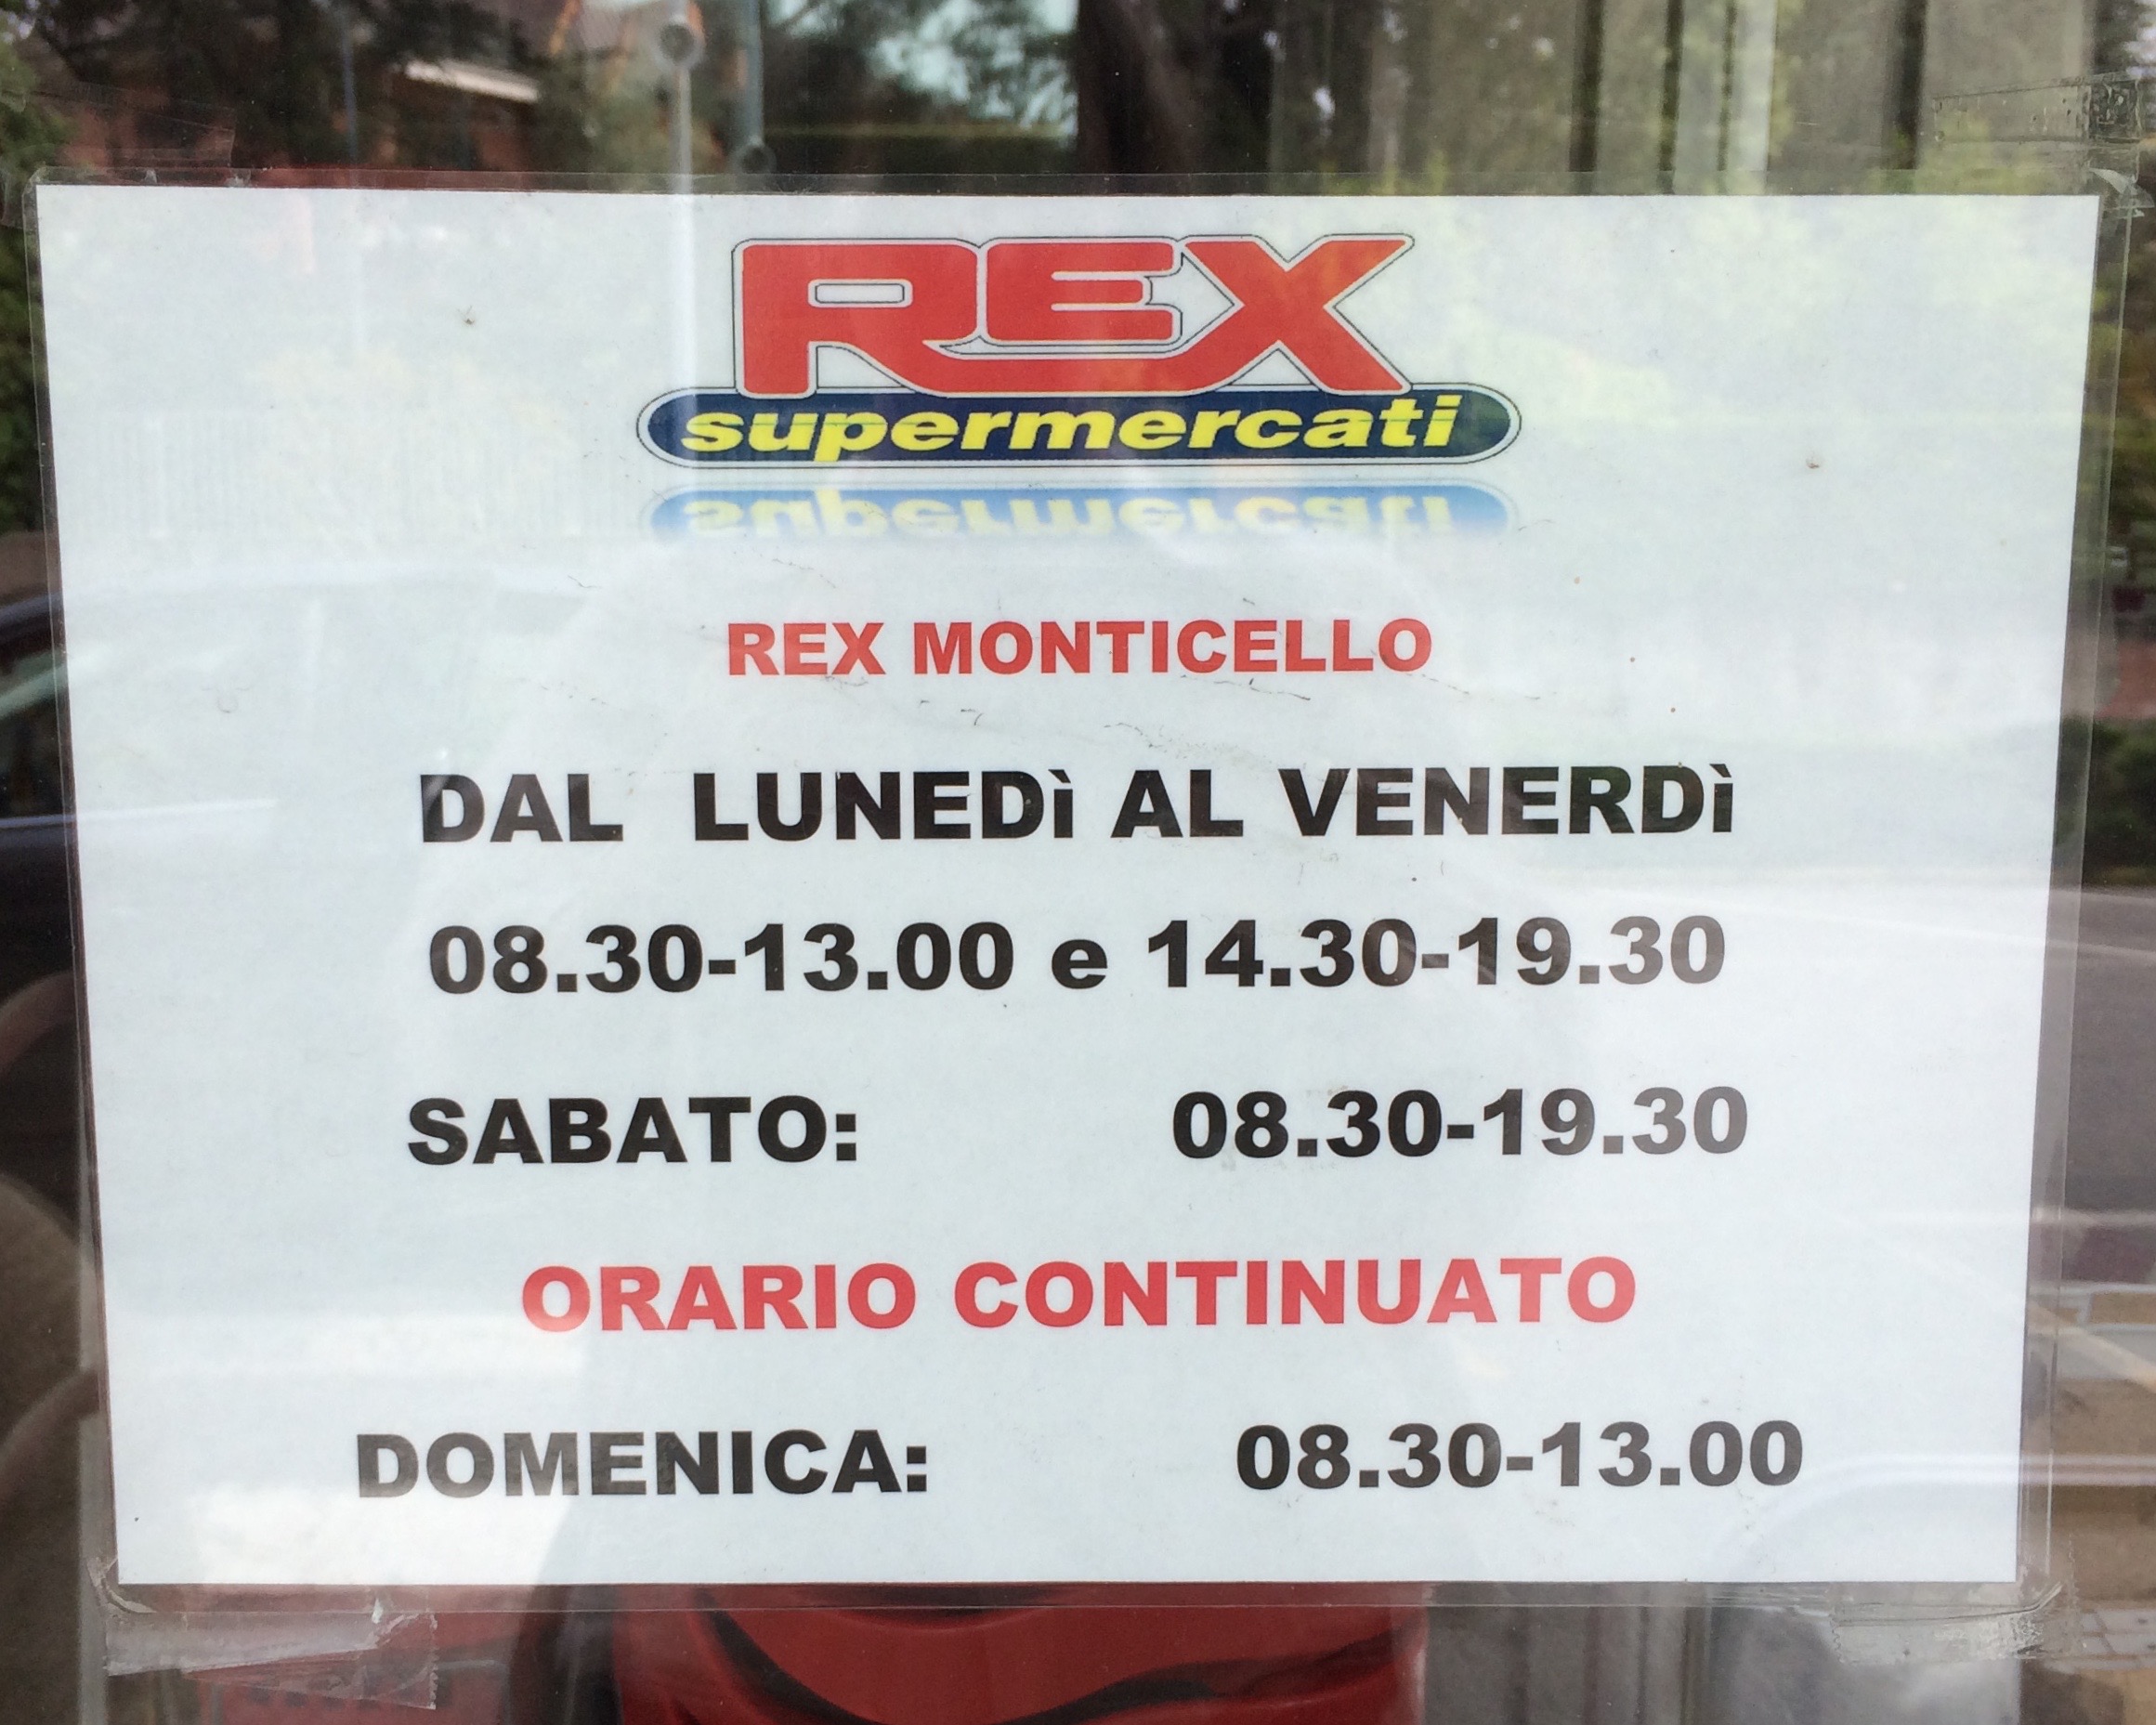 REX
supermercati
REX MONTICELLO
DAL LUNEDì AL VENERDì
08.30-13.00 e 14.30-19.30
SABATO: 08.30-19.30
ORARIO CONTINUATO
DOMENICA: 08.30-13.00